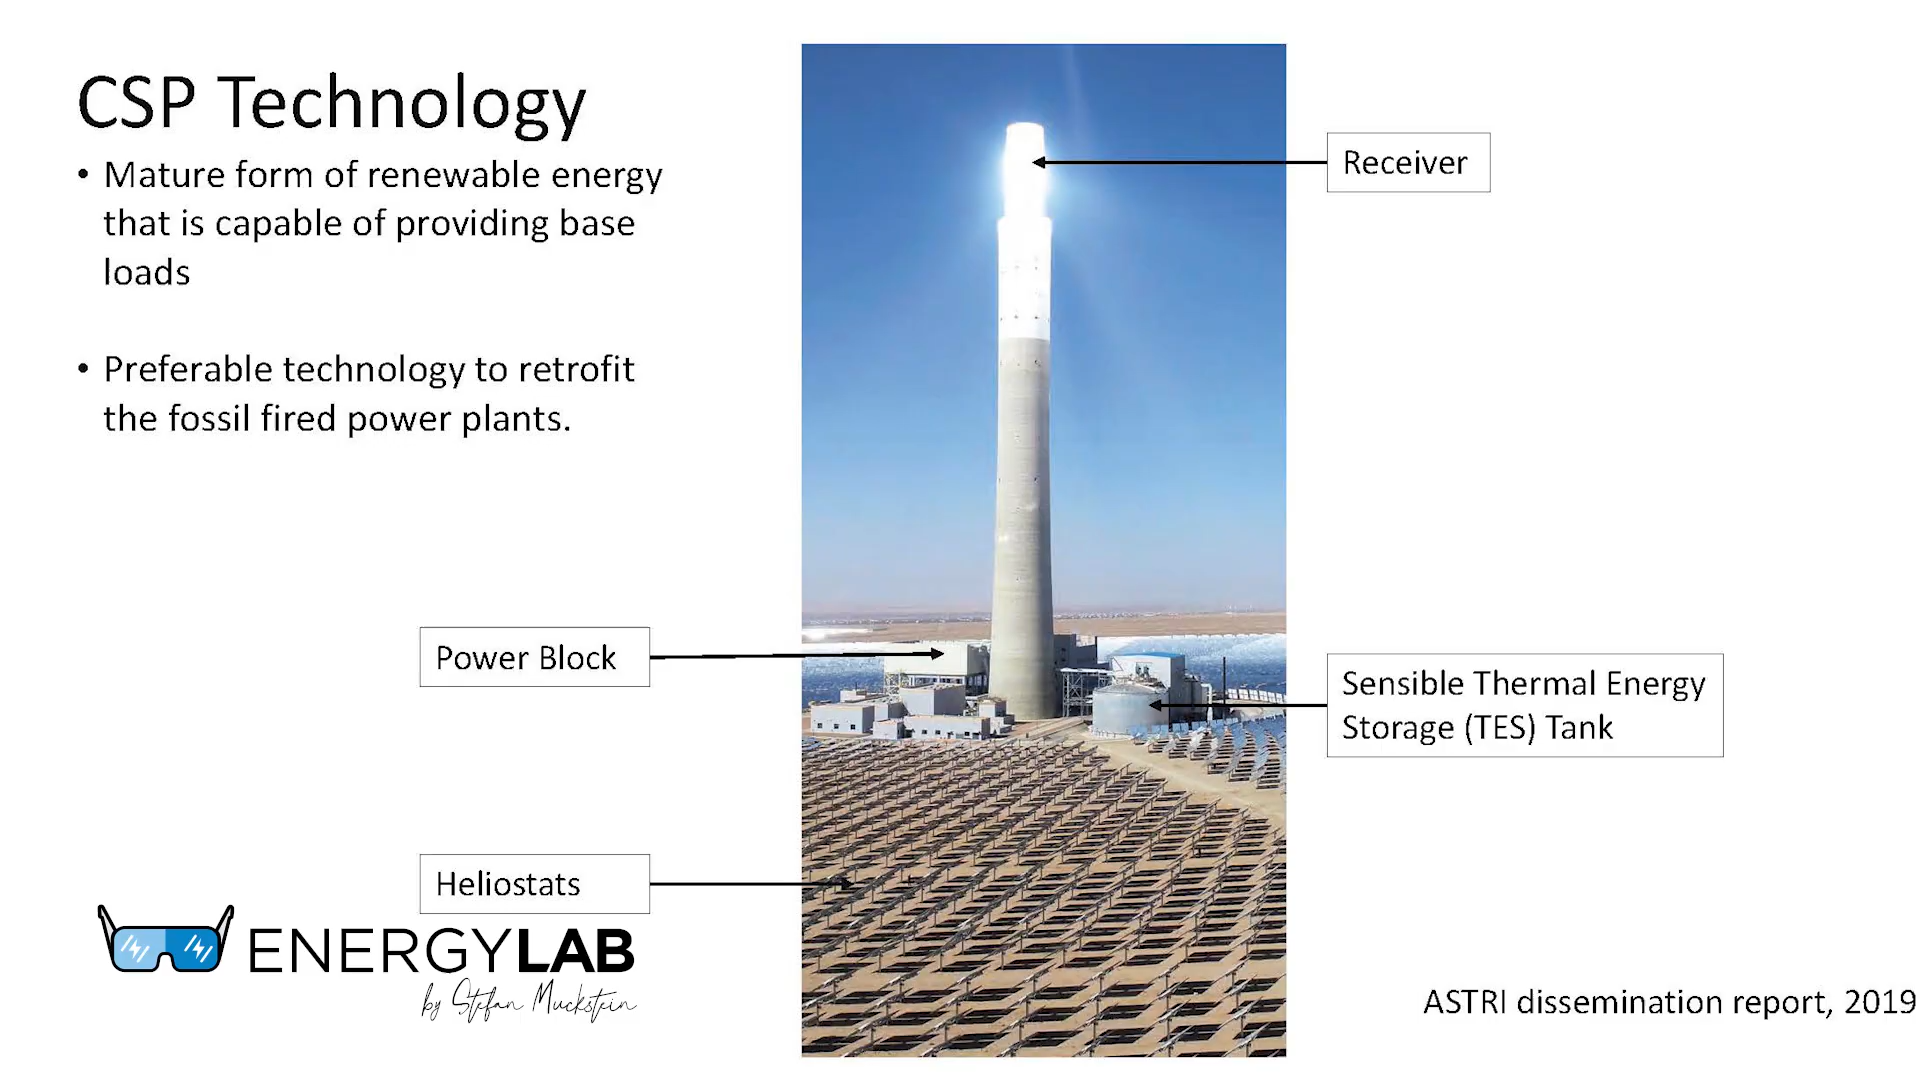 CSP Technology
• Mature form of renewable energy
that is capable of providing base
loads
• Preferable technology to retrofit
the fossil fired power plants.
Receiver
Power Block
Sensible Thermal Energy
Storage (TES) Tank
Heliostats
ENERGYLAB
by Stefan Muckstein
ASTRI dissemination report, 2019